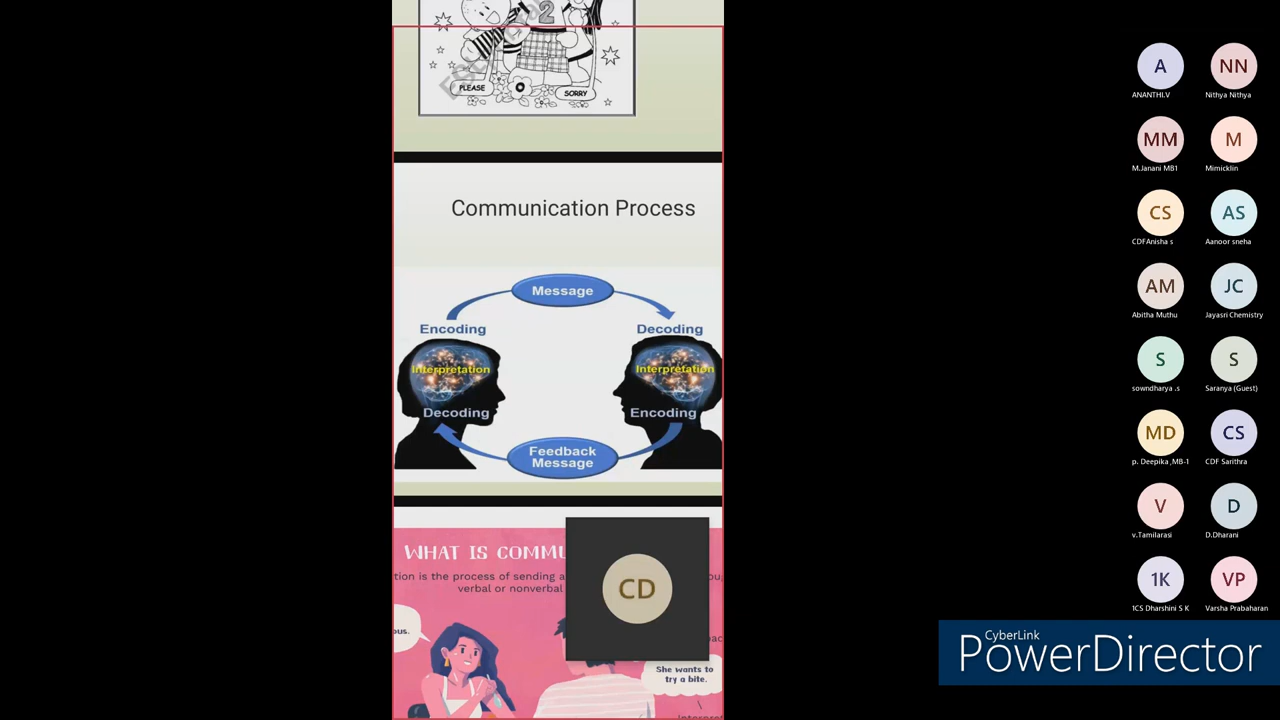 2
PLEASE
SORRY
Communication Process
Message
Encoding
Decoding
Interpretation
Interpretation
Decoding
Encoding
Feedback
Message
WHAT IS COMMU
tion is the process of sending a
verbal or nonverbal
ous.
CD
She wants to
try a bite.
A
NN
ANANTHI.V
Nithya Nithya
MM
M
M.Janani MB1
Mimicklin
CS
AS
CDFAnisha s
Aanoor sneha
AM
JC
Abitha Muthu
Jayasri Chemistry
S
S
sowndharya .s
Saranya (Guest)
MD
CS
p. Deepika ,MB-1
CDF Sarithra
V
D
v.Tamilarasi
D.Dharani
1K
VP
1CS Dharshini S K
Varsha Prabaharan
CyberLink
PowerDirector